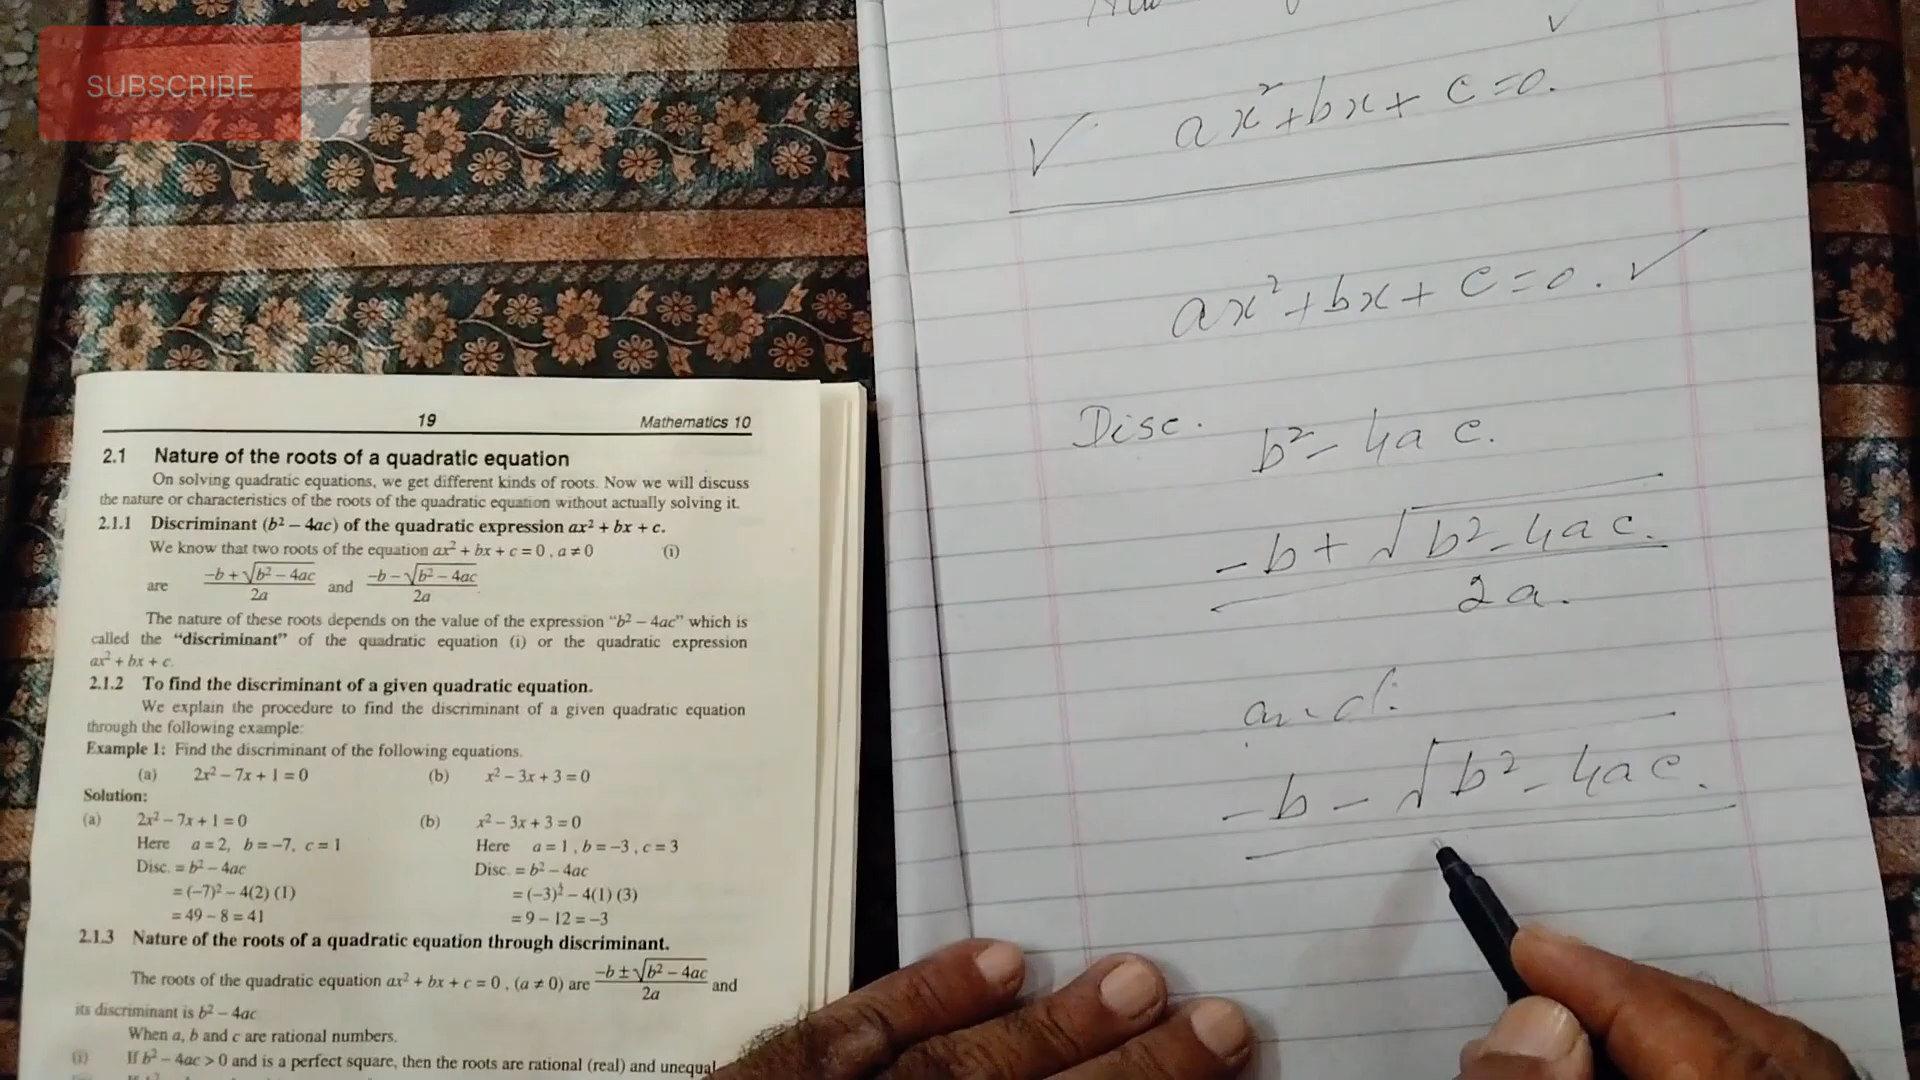 SUBSCRIBE
19 Mathematics 10
2.1 Nature of the roots of a quadratic equation
On solving quadratic equations, we get different kinds of roots. Now we will discuss
the nature or characteristics of the roots of the quadratic equation without actually solving it.
2.1.1 Discriminant (b² – 4ac) of the quadratic expression ax² + bx + c.
We know that two roots of the equation ax² + bx + c = 0 , a ≠ 0 (i)
are (–b + √(b² – 4ac))/2a and (–b – √(b² – 4ac))/2a
The nature of these roots depends on the value of the expression “b² – 4ac” which is
called the “discriminant” of the quadratic equation (i) or the quadratic expression
ax² + bx + c.
2.1.2 To find the discriminant of a given quadratic equation.
We explain the procedure to find the discriminant of a given quadratic equation
through the following example:
Example 1: Find the discriminant of the following equations.
(a) 2x² – 7x + 1 = 0 (b) x² – 3x + 3 = 0
Solution:
(a) 2x² – 7x + 1 = 0 (b) x² – 3x + 3 = 0
Here a = 2, b = –7, c = 1 Here a = 1 , b = –3 , c = 3
Disc. = b² – 4ac Disc. = b² – 4ac
= (–7)² – 4(2) (1) = (–3)² – 4(1) (3)
= 49 – 8 = 41 = 9 – 12 = –3
2.1.3 Nature of the roots of a quadratic equation through discriminant.
The roots of the quadratic equation ax² + bx + c = 0 , (a ≠ 0) are (–b ± √(b² – 4ac))/2a and
its discriminant is b² – 4ac
When a, b and c are rational numbers.
(i) If b² – 4ac > 0 and is a perfect square, then the roots are rational (real) and unequal
✓
✓ ax²+bx+c=0.
ax²+bx+c=0. ✓
Disc. b²-4ac.
-b+√b²-4ac.
2a.
and.
-b-√b²-4ac.